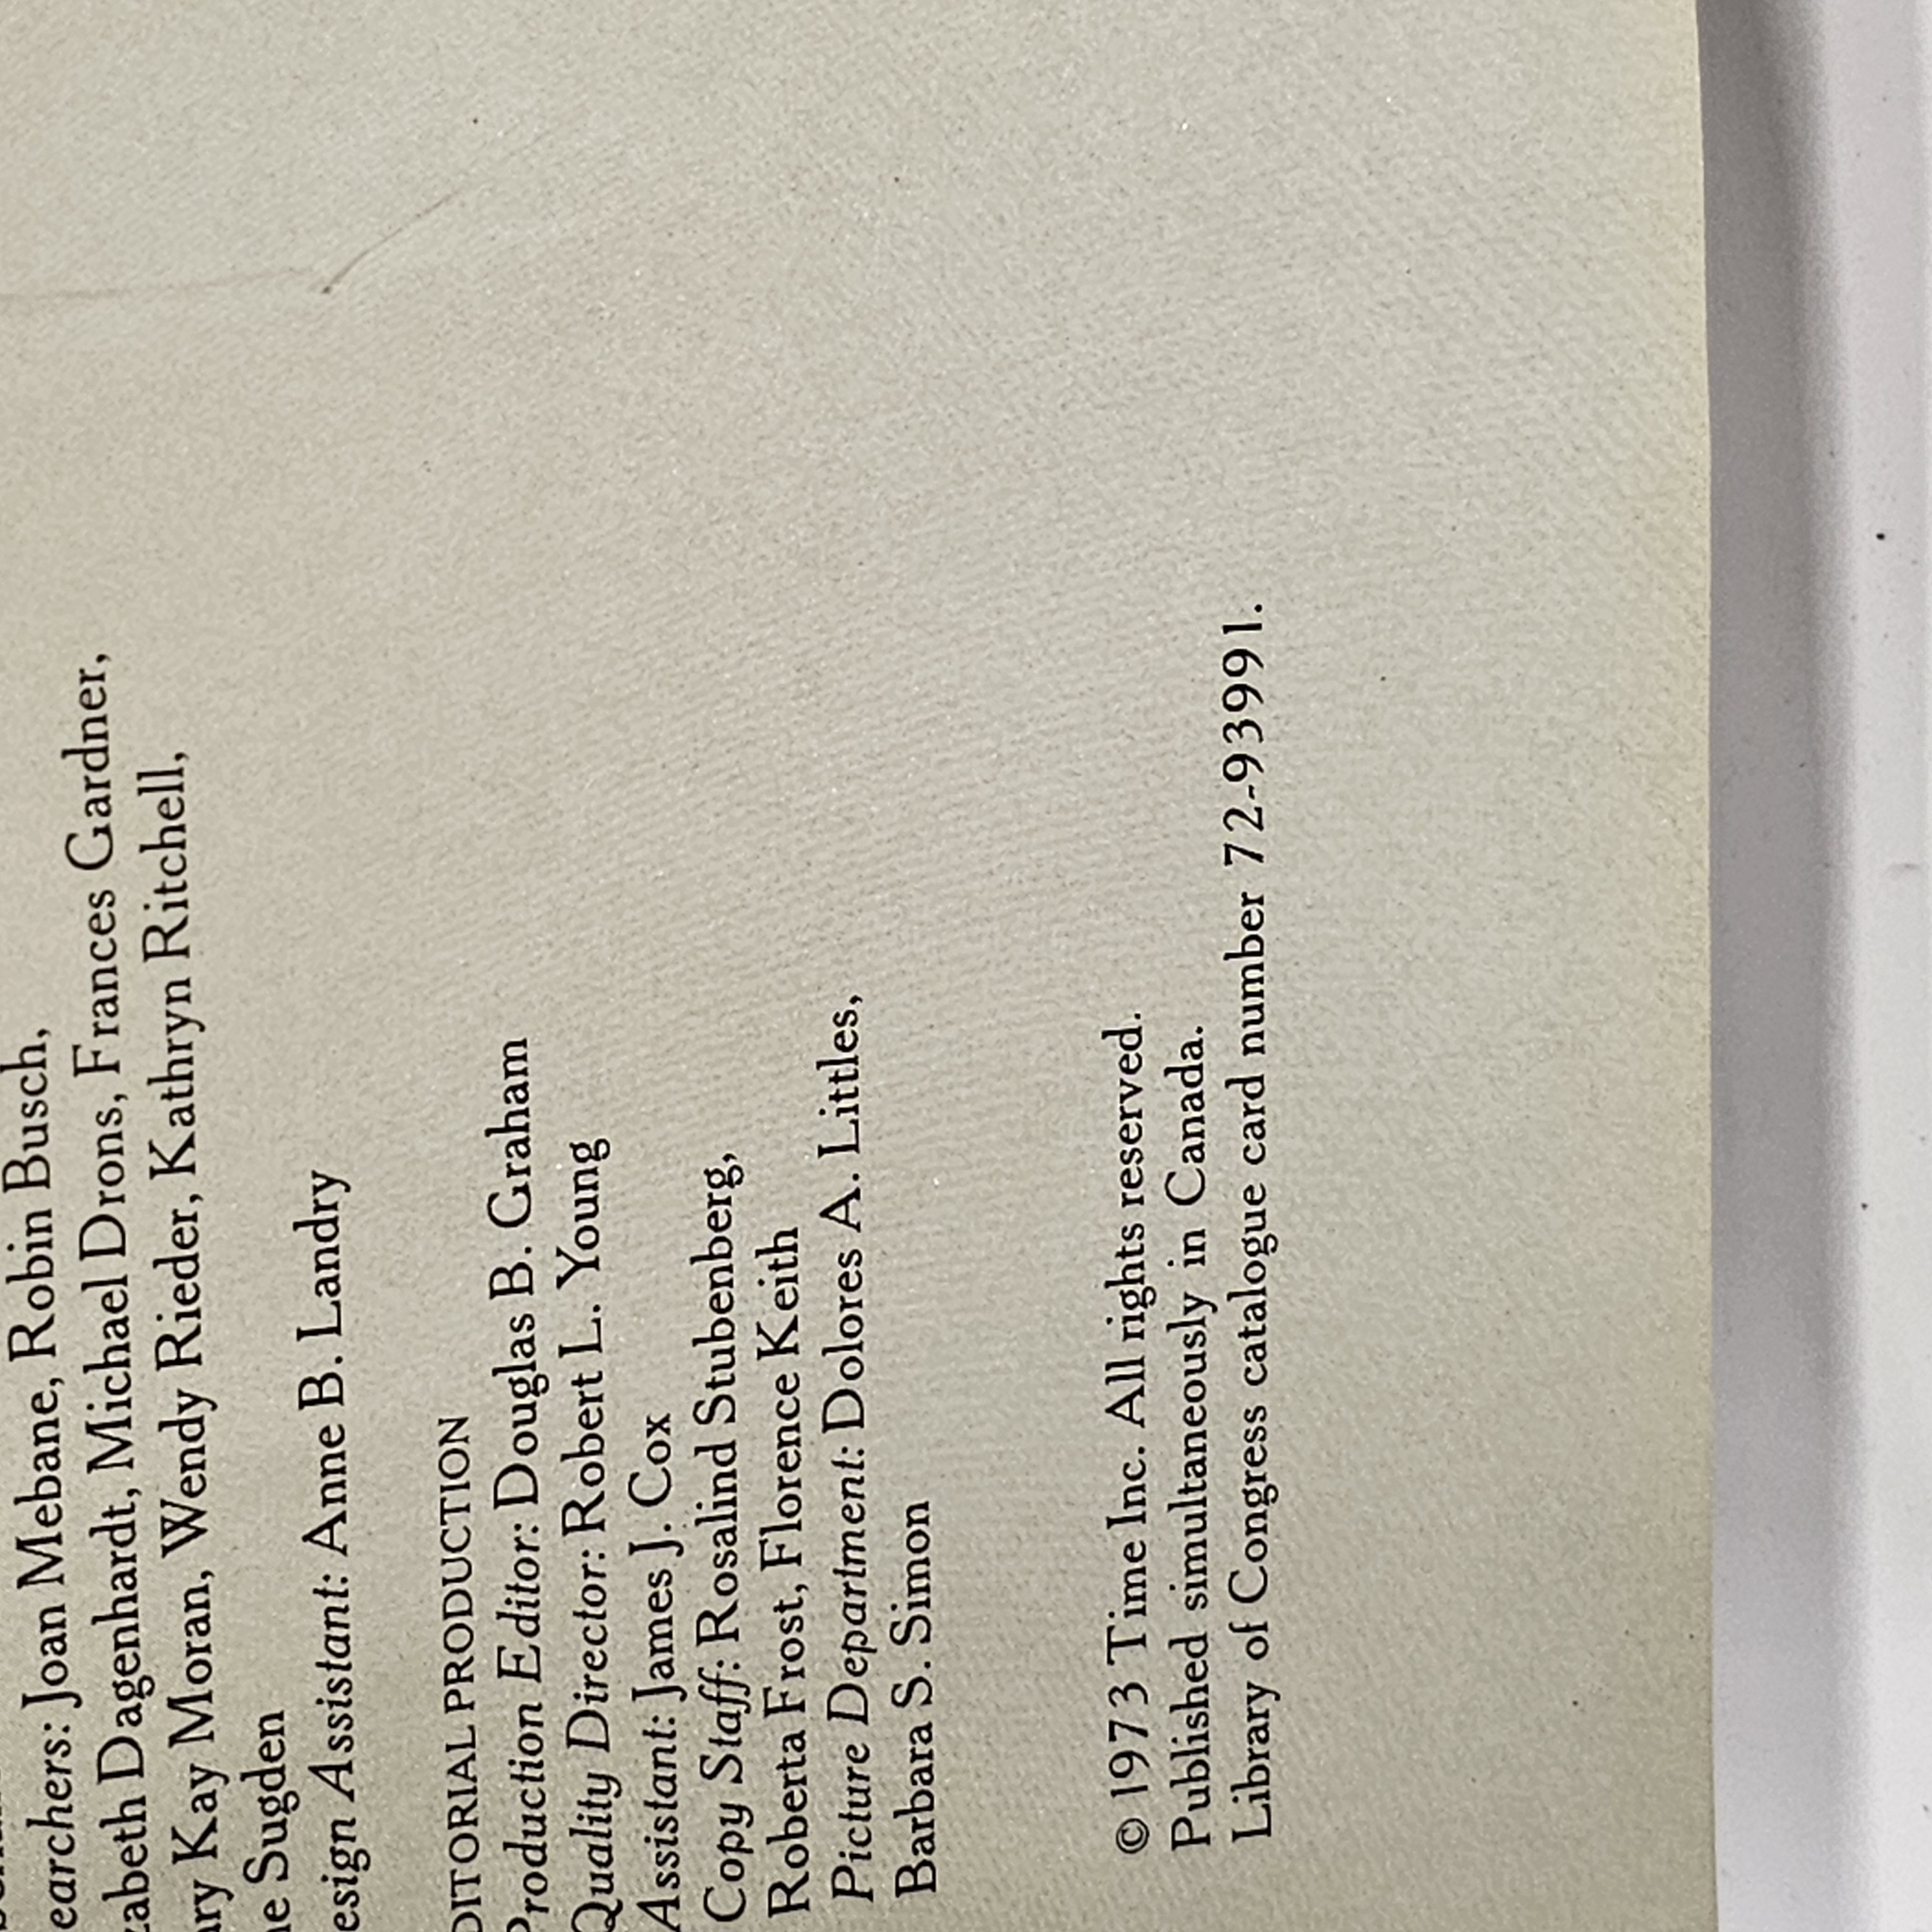 earchers: Joan Mebane, Robin Busch,
zabeth Dagenhardt, Michael Drons, Frances Gardner,
ary Kay Moran, Wendy Rieder, Kathryn Ritchell,
ne Sugden
esign Assistant: Anne B. Landry
DITORIAL PRODUCTION
Production Editor: Douglas B. Graham
Quality Director: Robert L. Young
Assistant: James J. Cox
Copy Staff: Rosalind Stubenberg,
Roberta Frost, Florence Keith
Picture Department: Dolores A. Littles,
Barbara S. Simon
© 1973 Time Inc. All rights reserved.
Published simultaneously in Canada.
Library of Congress catalogue card number 72-93991.